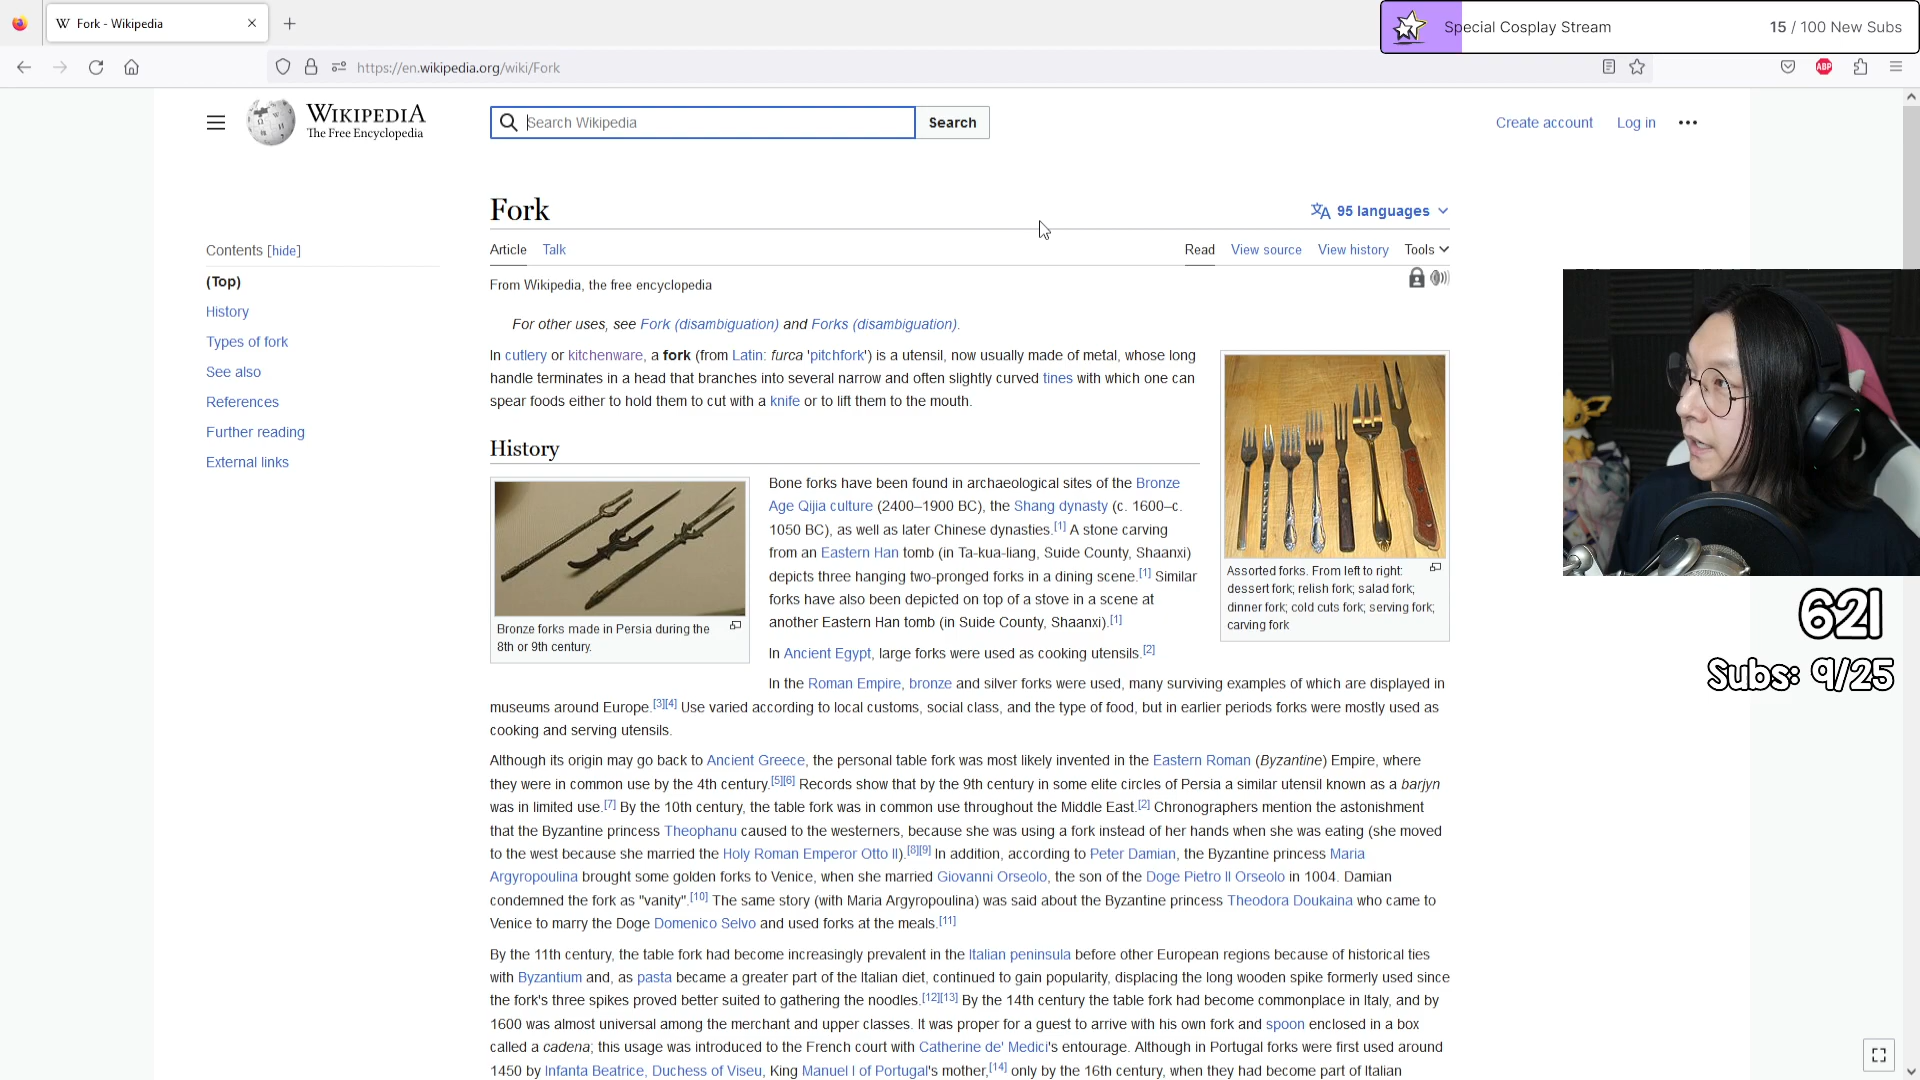 Fork - Wikipedia
Special Cosplay Stream
15 / 100 New Subs
https://en.wikipedia.org/wiki/Fork
ABP
WIKIPEDIA
The Free Encyclopedia
Search Wikipedia
Search
Create account
Log in
Fork
95 languages
Article
Talk
Read
View source
View history
Tools
Contents [hide]
(Top)
History
Types of fork
See also
References
Further reading
External links
From Wikipedia, the free encyclopedia
For other uses, see Fork (disambiguation) and Forks (disambiguation).
In cutlery or kitchenware, a fork (from Latin: furca 'pitchfork') is a utensil, now usually made of metal, whose long
handle terminates in a head that branches into several narrow and often slightly curved tines with which one can
spear foods either to hold them to cut with a knife or to lift them to the mouth.
Assorted forks. From left to right:
dessert fork; relish fork; salad fork;
dinner fork; cold cuts fork; serving fork;
carving fork
History
Bronze forks made in Persia during the
8th or 9th century.
Bone forks have been found in archaeological sites of the Bronze
Age Qijia culture (2400–1900 BC), the Shang dynasty (c. 1600–c.
1050 BC), as well as later Chinese dynasties.[1] A stone carving
from an Eastern Han tomb (in Ta-kua-liang, Suide County, Shaanxi)
depicts three hanging two-pronged forks in a dining scene.[1] Similar
forks have also been depicted on top of a stove in a scene at
another Eastern Han tomb (in Suide County, Shaanxi).[1]
In Ancient Egypt, large forks were used as cooking utensils.[2]
In the Roman Empire, bronze and silver forks were used, many surviving examples of which are displayed in
museums around Europe.[3][4] Use varied according to local customs, social class, and the type of food, but in earlier periods forks were mostly used as
cooking and serving utensils.
Although its origin may go back to Ancient Greece, the personal table fork was most likely invented in the Eastern Roman (Byzantine) Empire, where
they were in common use by the 4th century.[5][6] Records show that by the 9th century in some elite circles of Persia a similar utensil known as a barjyn
was in limited use.[7] By the 10th century, the table fork was in common use throughout the Middle East.[2] Chronographers mention the astonishment
that the Byzantine princess Theophanu caused to the westerners, because she was using a fork instead of her hands when she was eating (she moved
to the west because she married the Holy Roman Emperor Otto II).[8][9] In addition, according to Peter Damian, the Byzantine princess Maria
Argyropoulina brought some golden forks to Venice, when she married Giovanni Orseolo, the son of the Doge Pietro II Orseolo in 1004. Damian
condemned the fork as "vanity".[10] The same story (with Maria Argyropoulina) was said about the Byzantine princess Theodora Doukaina who came to
Venice to marry the Doge Domenico Selvo and used forks at the meals.[11]
By the 11th century, the table fork had become increasingly prevalent in the Italian peninsula before other European regions because of historical ties
with Byzantium and, as pasta became a greater part of the Italian diet, continued to gain popularity, displacing the long wooden spike formerly used since
the fork's three spikes proved better suited to gathering the noodles.[12][13] By the 14th century the table fork had become commonplace in Italy, and by
1600 was almost universal among the merchant and upper classes. It was proper for a guest to arrive with his own fork and spoon enclosed in a box
called a cadena; this usage was introduced to the French court with Catherine de' Medici's entourage. Although in Portugal forks were first used around
1450 by Infanta Beatrice, Duchess of Viseu, King Manuel I of Portugal's mother,[14] only by the 16th century, when they had become part of Italian
621
Subs: 9/25